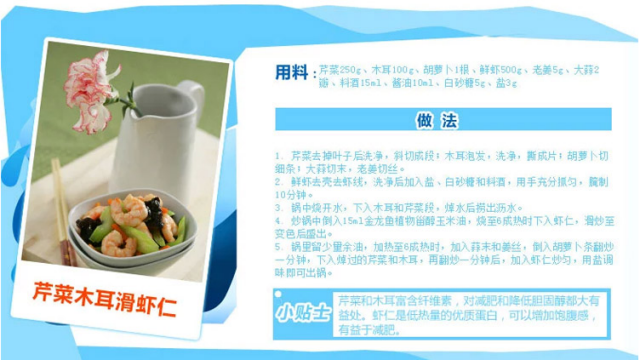 用料：芹菜250g、木耳100g、胡萝卜1根、鲜虾500g、老姜5g、大蒜2
瓣、料酒15ml、酱油10ml、白砂糖5g、盐3g
做 法
1. 芹菜去掉叶子后洗净，斜切成段；木耳泡发，洗净，撕成片；胡萝卜切
细条；大蒜切末，老姜切丝。
2. 鲜虾去壳去虾线，洗净后加入盐、白砂糖和料酒，用手充分抓匀，腌制
10分钟。
3. 锅中烧开水，下入木耳和芹菜段，焯水后捞出沥水。
4. 炒锅中倒入15ml金龙鱼植物甾醇玉米油，烧至6成热时下入虾仁，滑炒至
变色后盛出。
5. 锅里留少量余油，加热至6成热时，加入蒜末和姜丝，倒入胡萝卜条翻炒
一分钟，下入焯过的芹菜和木耳，再翻炒一分钟后，加入虾仁炒匀，用盐调
味即可出锅。
芹菜木耳滑虾仁
小贴士
芹菜和木耳富含纤维素，对减肥和降低胆固醇都大有
益处。虾仁是低热量的优质蛋白，可以增加饱腹感，
有益于减肥。